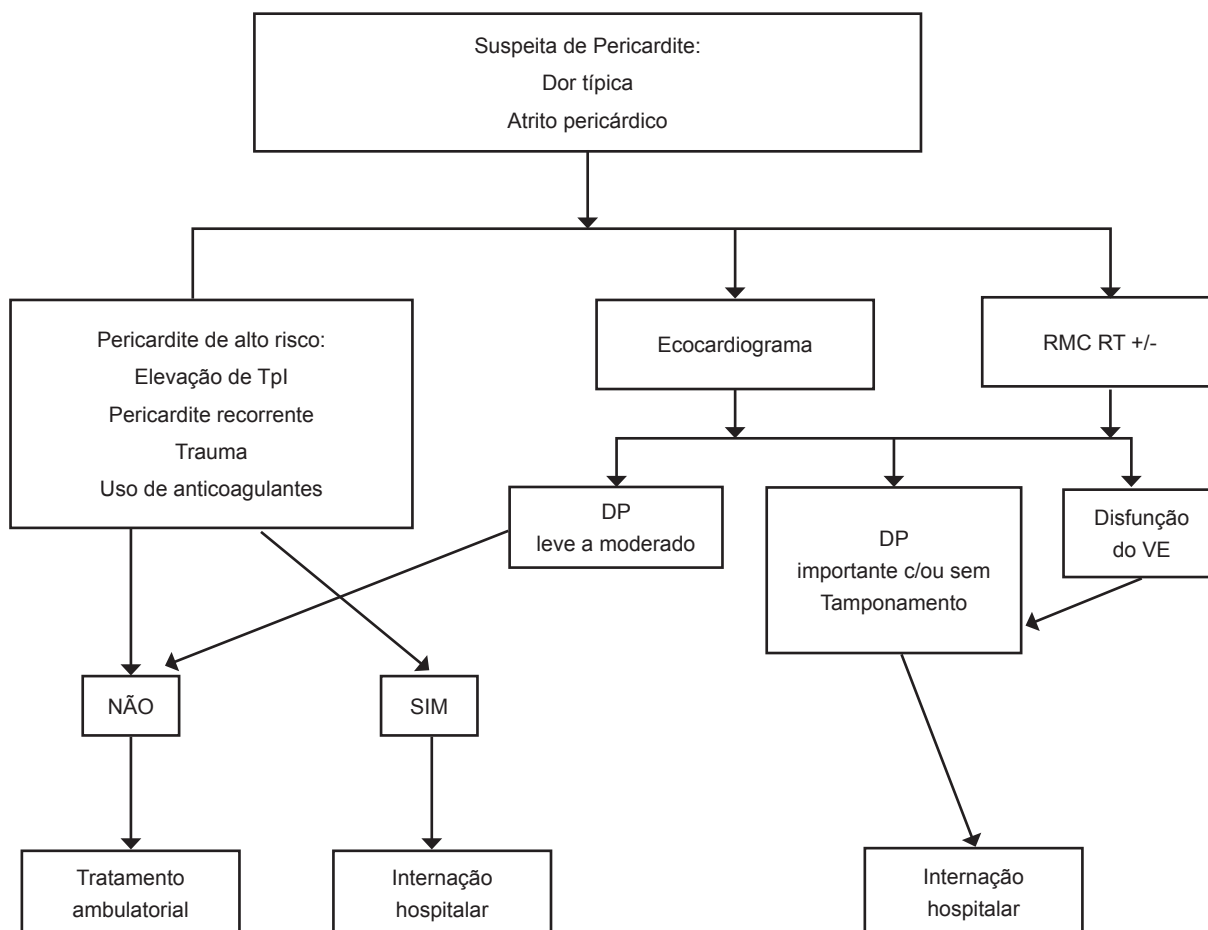 Suspeita de Pericardite:
Dor típica
Atrito pericárdico
Pericardite de alto risco:
Elevação de TpI
Pericardite recorrente
Trauma
Uso de anticoagulantes
Ecocardiograma
RMC RT +/-
DP
leve a moderado
DP
importante c/ou sem
Tamponamento
Disfunção
do VE
NÃO
SIM
Tratamento
ambulatorial
Internação
hospitalar
Internação
hospitalar